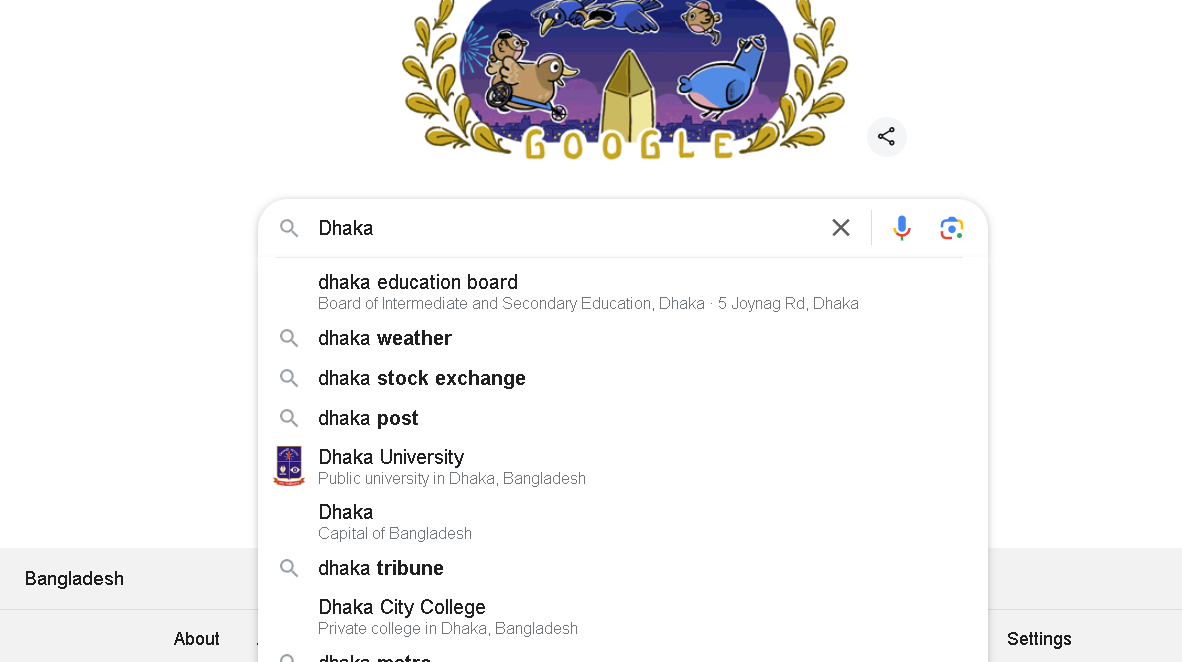 GOOGLE
Dhaka
dhaka education board
Board of Intermediate and Secondary Education, Dhaka · 5 Joynag Rd, Dhaka
dhaka weather
dhaka stock exchange
dhaka post
Dhaka University
Public university in Dhaka, Bangladesh
Dhaka
Capital of Bangladesh
dhaka tribune
Dhaka City College
Private college in Dhaka, Bangladesh
dhaka metro
Bangladesh
About
Settings